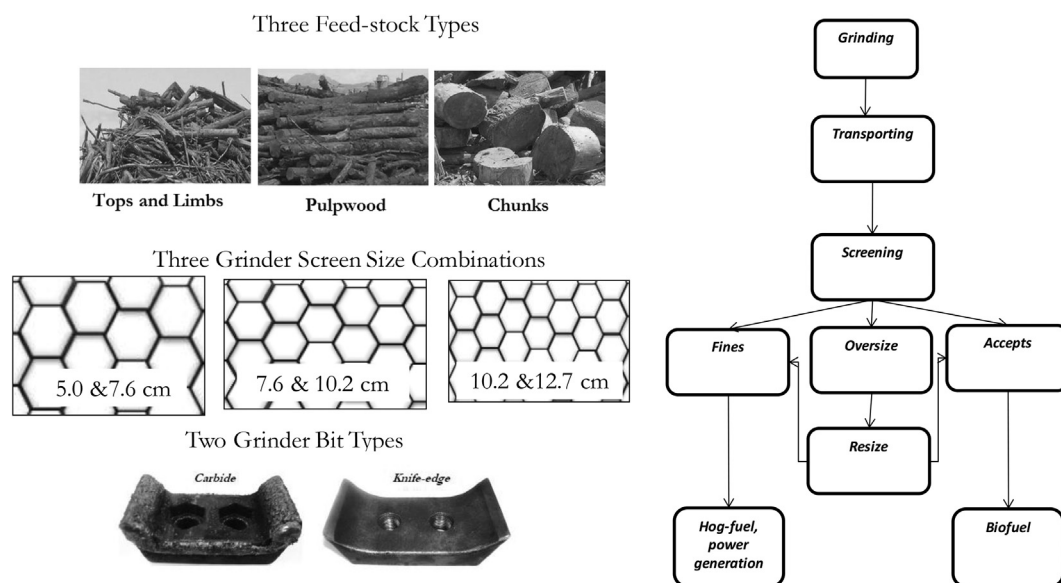 Three Feed-stock Types
Tops and Limbs
Pulpwood
Chunks
Three Grinder Screen Size Combinations
5.0 &7.6 cm
7.6 & 10.2 cm
10.2 &12.7 cm
Two Grinder Bit Types
Carbide
Knife-edge
Grinding
Transporting
Screening
Fines
Oversize
Accepts
Resize
Hog-fuel,
power
generation
Biofuel